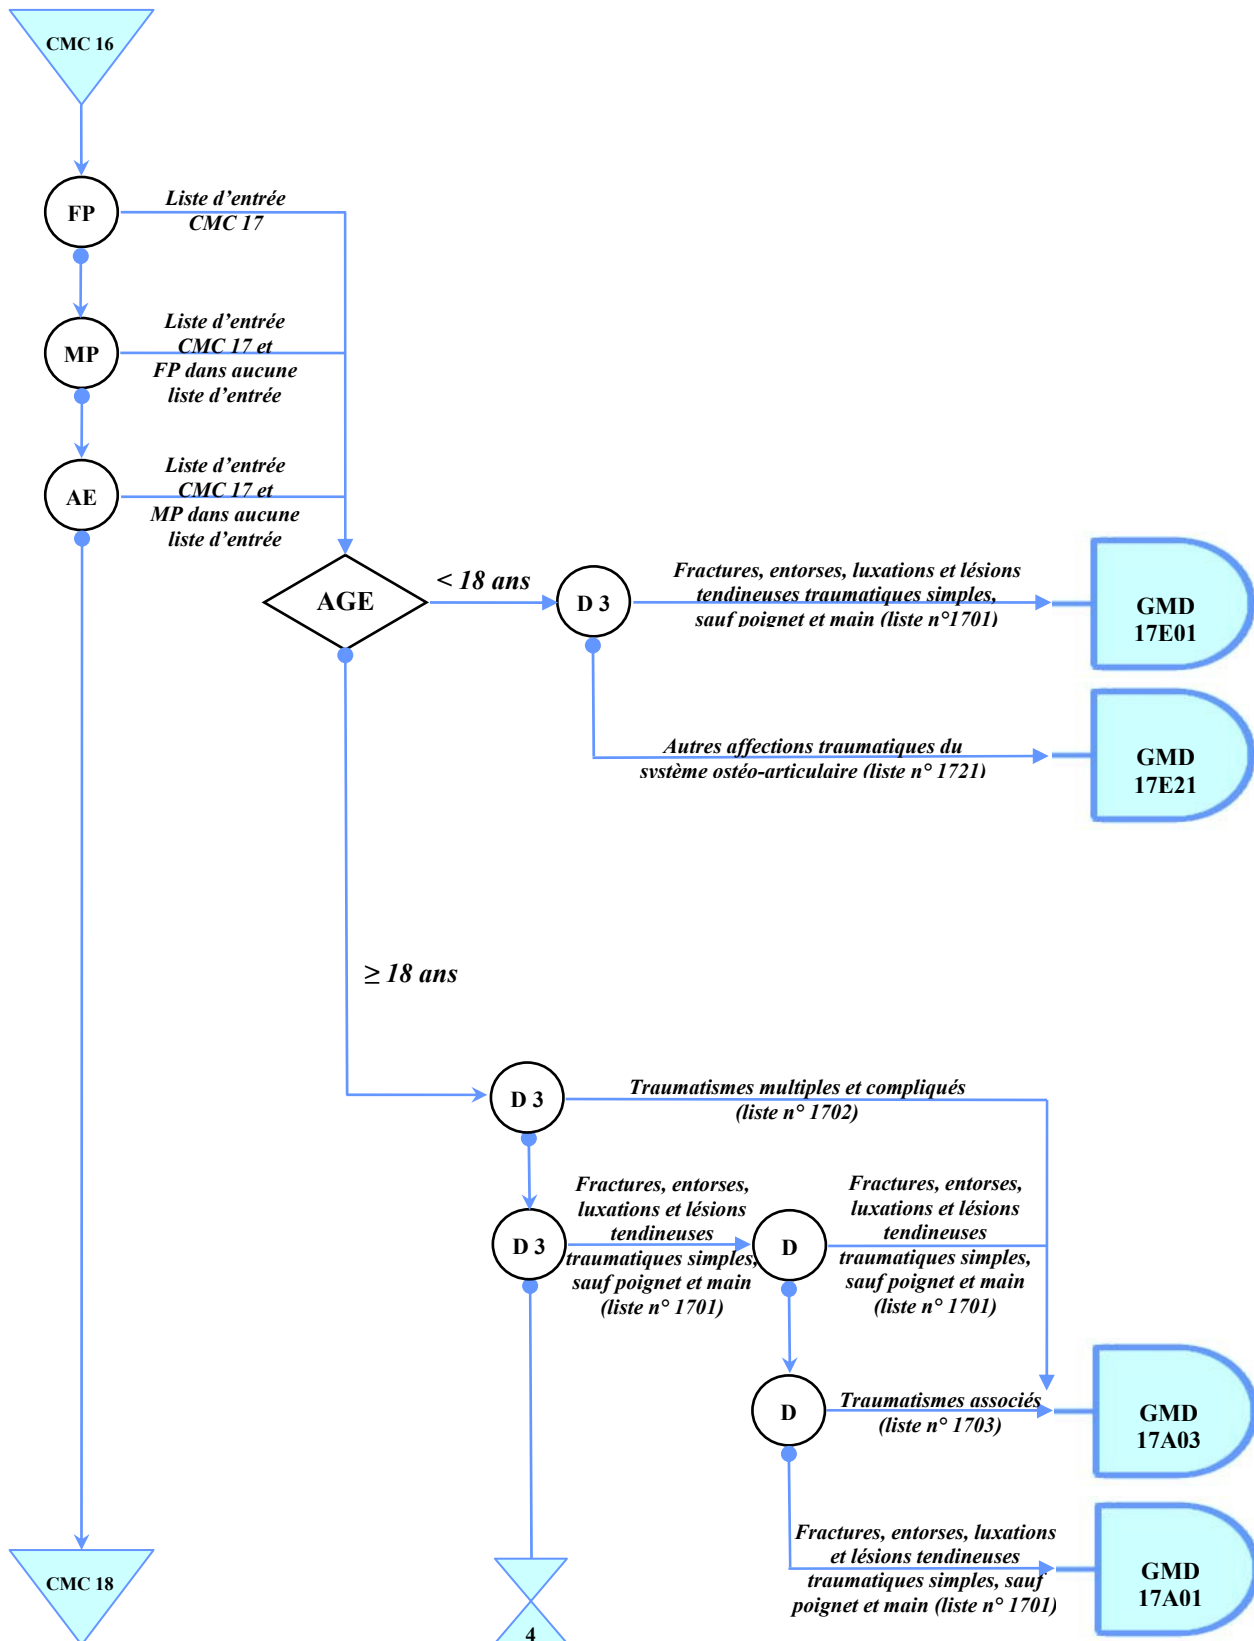 CMC 16
FP
Liste d’entrée
CMC 17
MP
Liste d’entrée
CMC 17 et
FP dans aucune
liste d’entrée
AE
Liste d’entrée
CMC 17 et
MP dans aucune
liste d’entrée
AGE
< 18 ans
D 3
Fractures, entorses, luxations et lésions
tendineuses traumatiques simples,
sauf poignet et main (liste n°1701)
GMD
17E01
Autres affections traumatiques du
système ostéo-articulaire (liste n° 1721)
GMD
17E21
≥ 18 ans
D 3
Traumatismes multiples et compliqués
(liste n° 1702)
D 3
Fractures, entorses,
luxations et lésions
tendineuses
traumatiques simples,
sauf poignet et main
(liste n° 1701)
D
Fractures, entorses,
luxations et lésions
tendineuses
traumatiques simples,
sauf poignet et main
(liste n° 1701)
D
Traumatismes associés
(liste n° 1703)
GMD
17A03
Fractures, entorses, luxations
et lésions tendineuses
traumatiques simples, sauf
poignet et main (liste n° 1701)
GMD
17A01
CMC 18
4